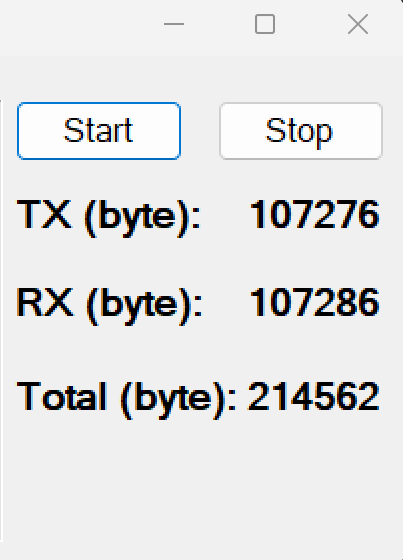 Start Stop
TX (byte): 107276
RX (byte): 107286
Total (byte): 214562